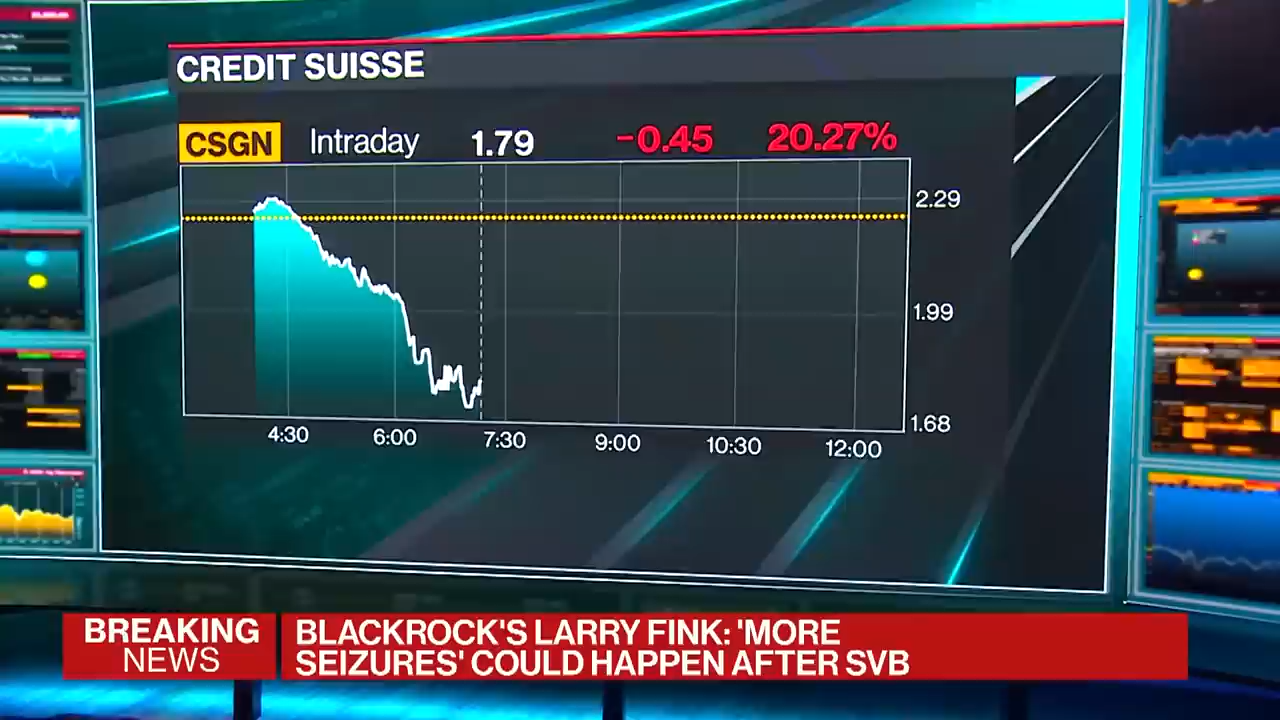 CREDIT SUISSE
CSGN Intraday 1.79 -0.45 20.27%
2.29
1.99
1.68
4:30 6:00 7:30 9:00 10:30 12:00
BREAKING
NEWS
BLACKROCK'S LARRY FINK: 'MORE
SEIZURES' COULD HAPPEN AFTER SVB